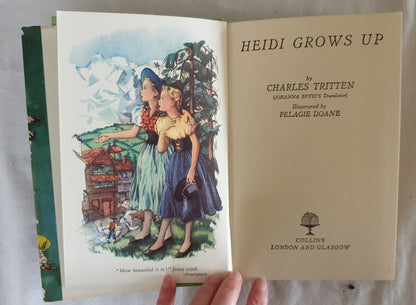 "How beautiful it is!" Jamy cried.
(Frontispiece)
HEIDI GROWS UP
by
CHARLES TRITTEN
(JOHANNA SPYRI'S Translator)
Illustrated by
PELAGIE DOANE
COLLINS
LONDON AND GLASGOW